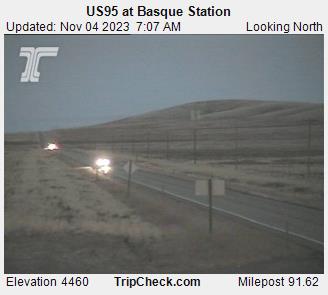 US95 at Basque Station
Updated: Nov 04 2023 7:07 AM Looking North
Elevation 4460 TripCheck.com Milepost 91.62